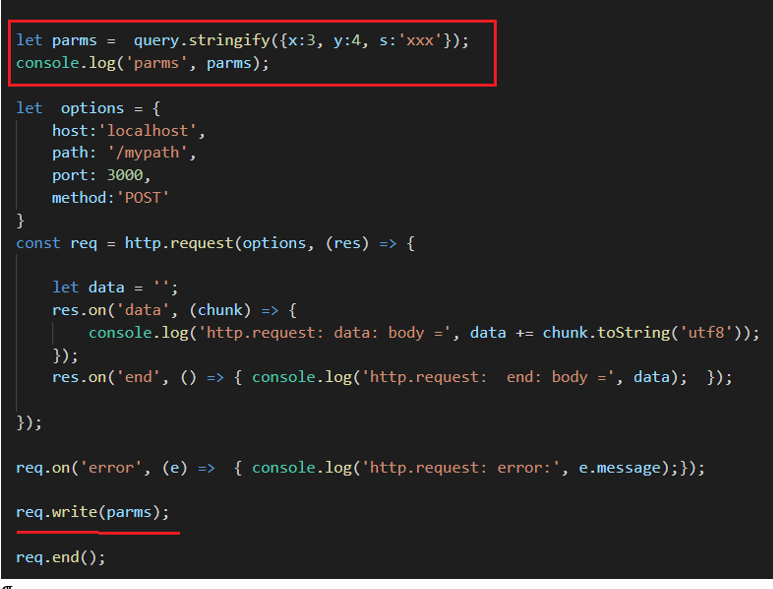 let parms =  query.stringify({x:3, y:4, s:'xxx'});
console.log('parms', parms);
let  options = {
    host:'localhost',
    path: '/mypath',
    port: 3000,
    method:'POST'
}
const req = http.request(options, (res) => {
    let data = '';
    res.on('data', (chunk) => {
        console.log('http.request: data: body =', data += chunk.toString('utf8'));
    });
    res.on('end', () => { console.log('http.request:  end: body =', data);  });
});
req.on('error', (e) =>  { console.log('http.request: error:', e.message);});
req.write(parms);
req.end();